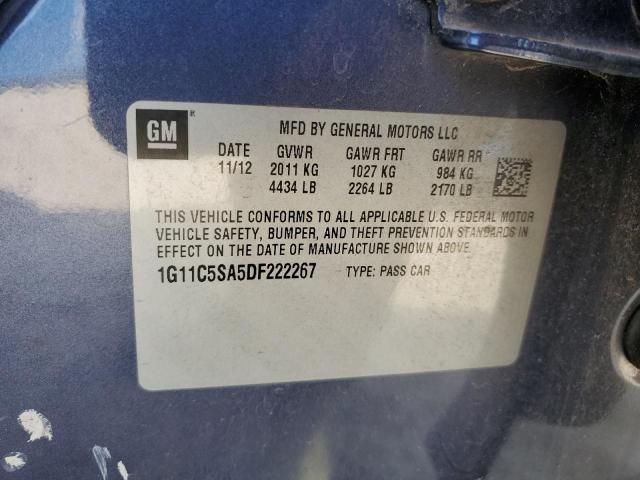 GM
MFD BY GENERAL MOTORS LLC
DATE GVWR GAWR FRT GAWR RR
11/12 2011 KG 1027 KG 984 KG
4434 LB 2264 LB 2170 LB
THIS VEHICLE CONFORMS TO ALL APPLICABLE U.S. FEDERAL MOTOR
VEHICLE SAFETY, BUMPER, AND THEFT PREVENTION STANDARDS IN
EFFECT ON THE DATE OF MANUFACTURE SHOWN ABOVE.
1G11C5SA5DF222267 TYPE: PASS CAR